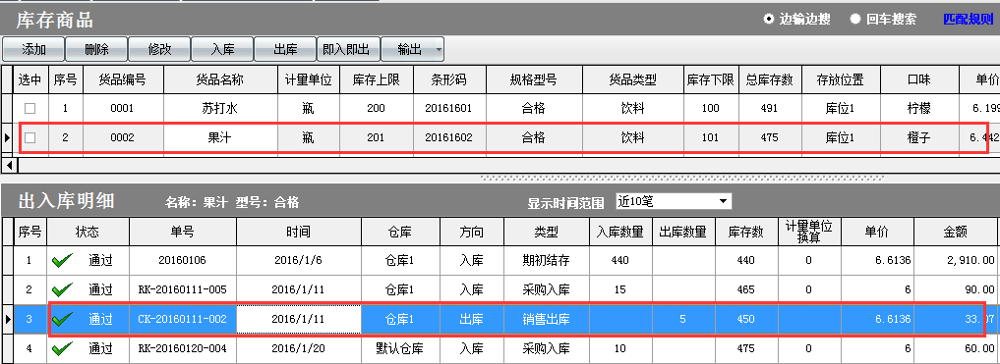 库存商品 边输边搜 回车搜索 匹配规则
添加 删除 修改 入库 出库 即入即出 输出
选中 序号 货品编号 货品名称 计量单位 库存上限 条形码 规格型号 货品类型 库存下限 总库存数 存放位置 口味 单价
1 0001 苏打水 瓶 200 20161601 合格 饮料 100 491 库位1 柠檬 6.199
2 0002 果汁 瓶 201 20161602 合格 饮料 101 475 库位1 橙子 6.442
出入库明细 名称：果汁 型号：合格 显示时间范围 近10笔
序号 状态 单号 时间 仓库 方向 类型 入库数量 出库数量 库存数 计量单位换算 单价 金额
1 通过 20160106 2016/1/6 仓库1 入库 期初结存 440 440 0 6.6136 2,910.00
2 通过 RK-20160111-005 2016/1/11 仓库1 入库 采购入库 15 465 0 6 90.00
3 通过 CK-20160111-002 2016/1/11 仓库1 出库 销售出库 5 450 0 6.6136 33.07
4 通过 RK-20160120-004 2016/1/20 默认仓库 入库 采购入库 10 475 0 6 60.00